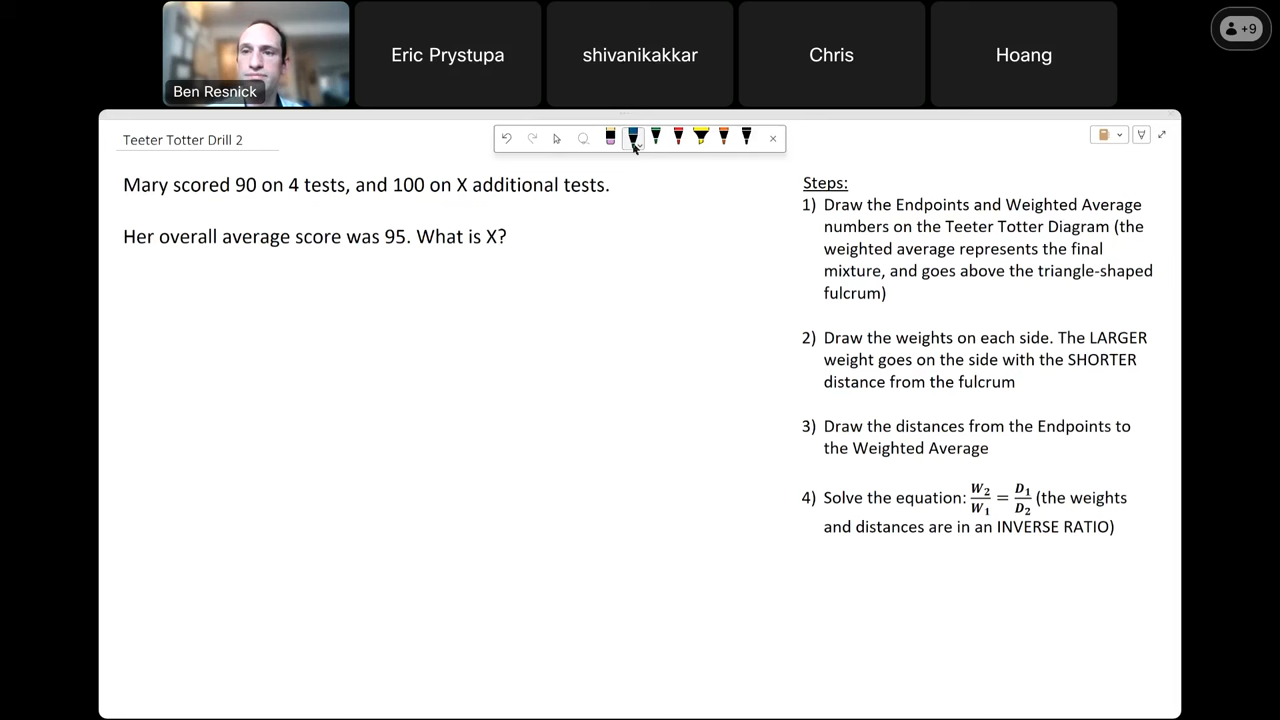 Ben Resnick
Eric Prystupa
shivanikakkar
Chris
Hoang
+9
Teeter Totter Drill 2
Mary scored 90 on 4 tests, and 100 on X additional tests.
Her overall average score was 95. What is X?
Steps:
1) Draw the Endpoints and Weighted Average
numbers on the Teeter Totter Diagram (the
weighted average represents the final
mixture, and goes above the triangle-shaped
fulcrum)
2) Draw the weights on each side. The LARGER
weight goes on the side with the SHORTER
distance from the fulcrum
3) Draw the distances from the Endpoints to
the Weighted Average
4) Solve the equation: W₂/W₁ = D₁/D₂ (the weights
and distances are in an INVERSE RATIO)